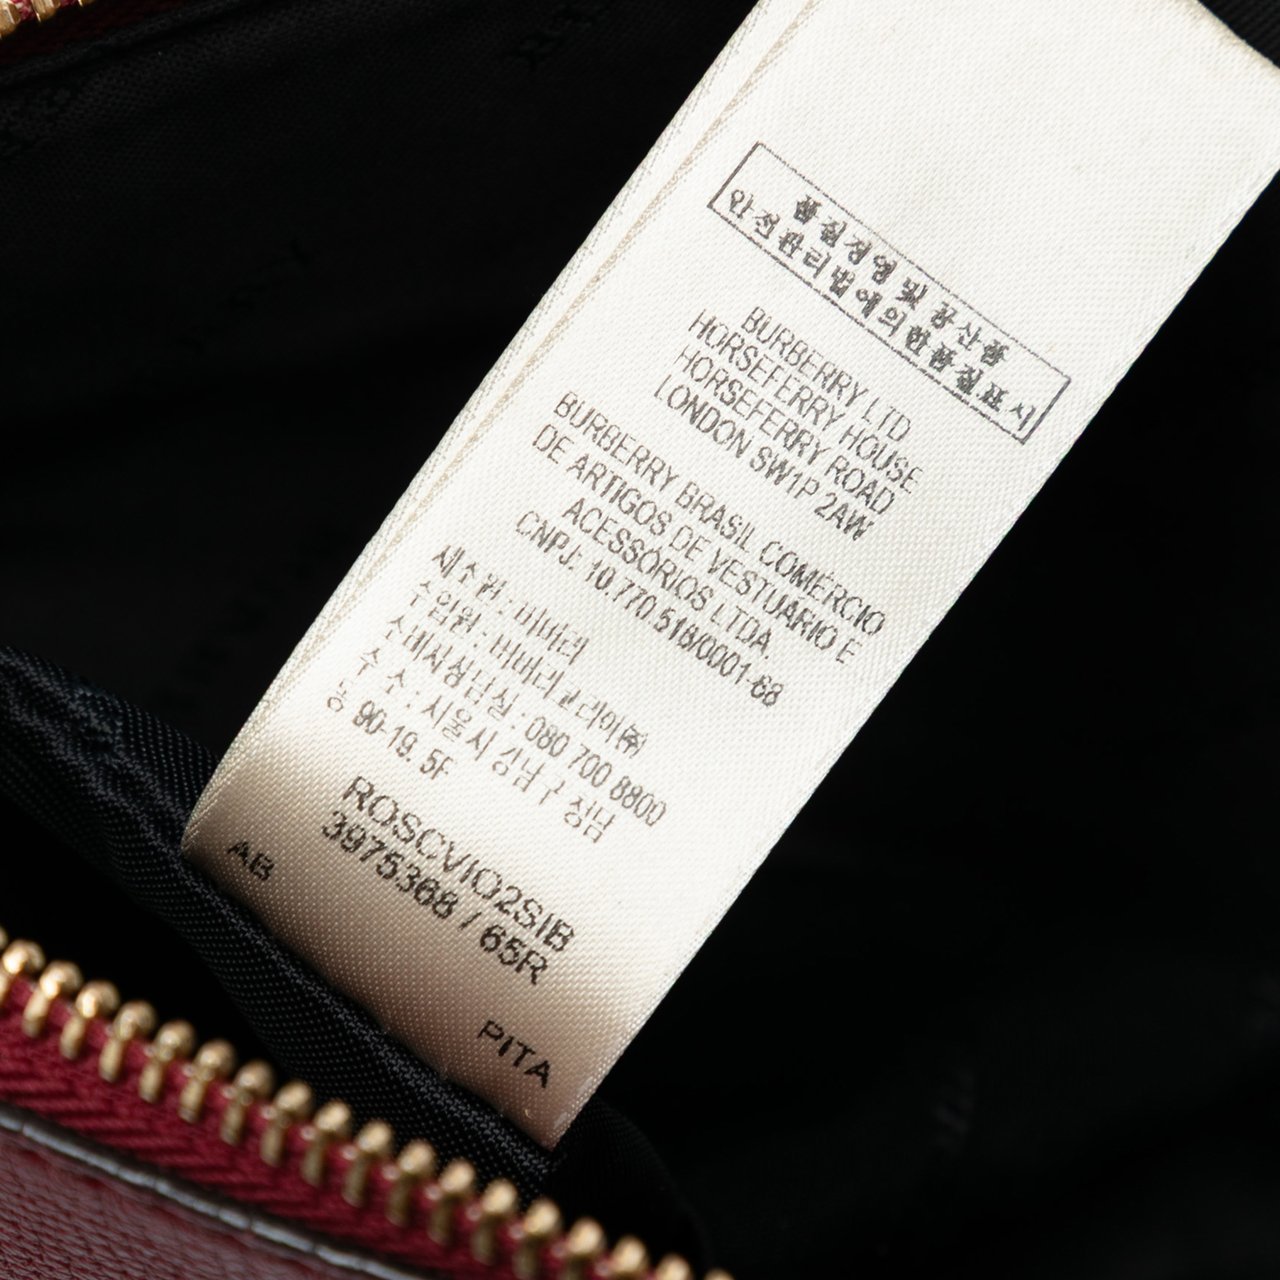 품질경영 및 공산품
안전관리법에의한품질표시
BURBERRY LTD
HORSEFERRY HOUSE
HORSEFERRY ROAD
LONDON SW1P 2AW
BURBERRY BRASIL COMÉRCIO
DE ARTIGOS DE VESTUÁRIO E
ACESSÓRIOS LTDA.
CNPJ: 10.770.518/0001-68
제조원 : 버버리
수입원 : 버버리코리아㈜
소매시상담실 : 080 700 8800
주 소 : 서울시 강남구 청담
동 90-19. 5F
ROSCVIO2SIB
3975368 / 65R
AB
PITA